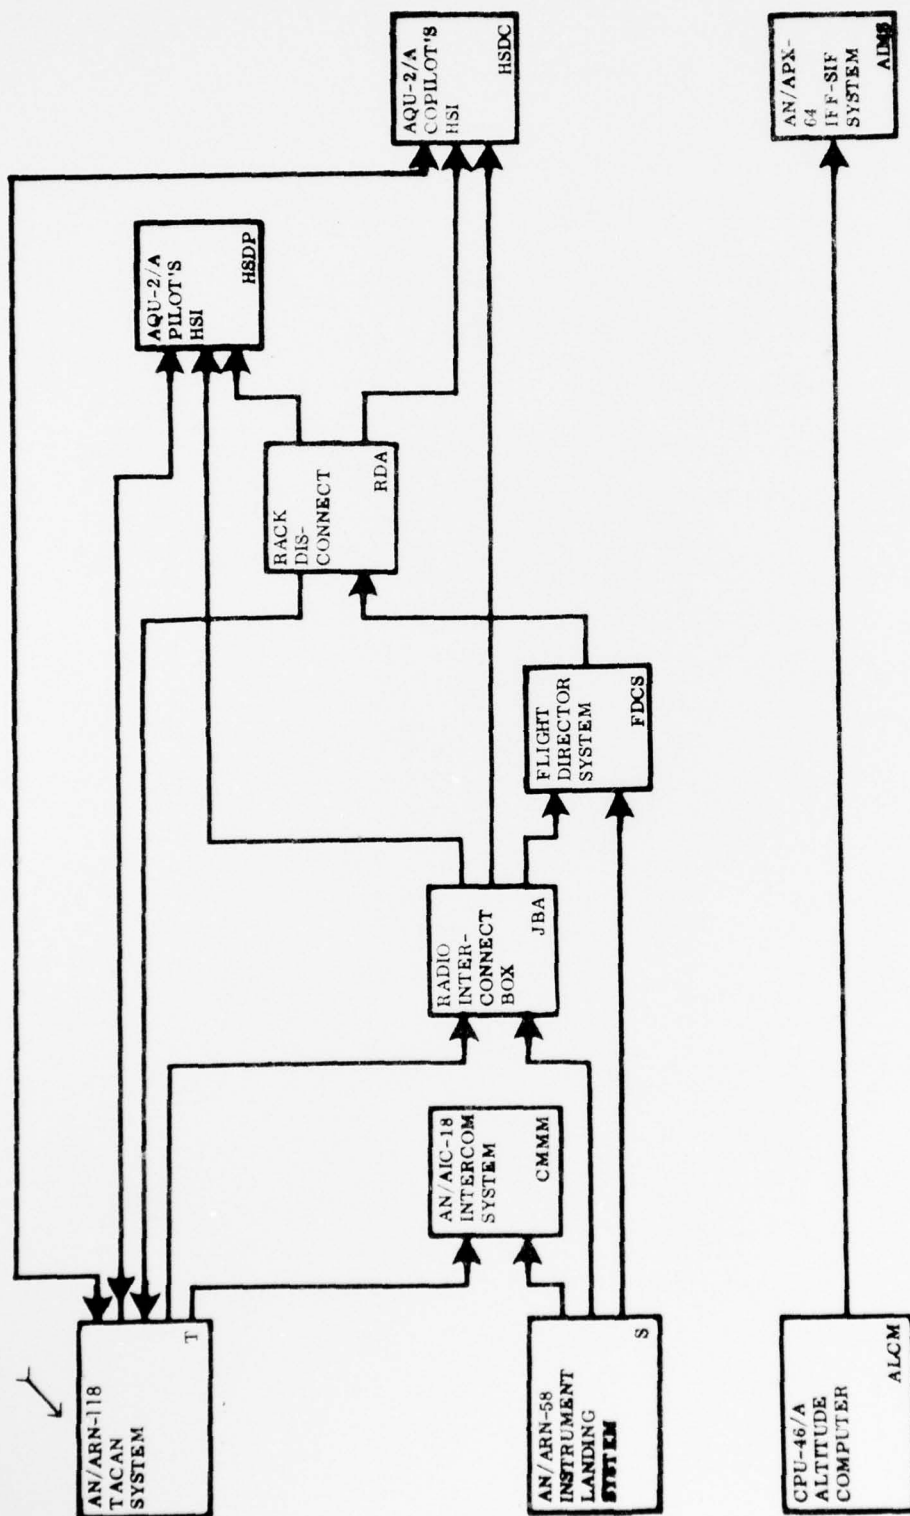 AN/ARN-118
TACAN
SYSTEM
T
AN/ARN-58
INSTRUMENT
LANDING
SYSTEM
S
CPU-46/A
ALTITUDE
COMPUTER
ALCM
AN/AIC-18
INTERCOM
SYSTEM
CMMM
RADIO
INTER-
CONNECT
BOX
JBA
FLIGHT
DIRECTOR
SYSTEM
FDCS
RACK
DIS-
CONNECT
RDA
AQU-2/A
PILOT'S
HSI
HSDP
AQU-2/A
COPILOT'S
HSI
HSDC
AN/APX-
64
IFF-SIF
SYSTEM